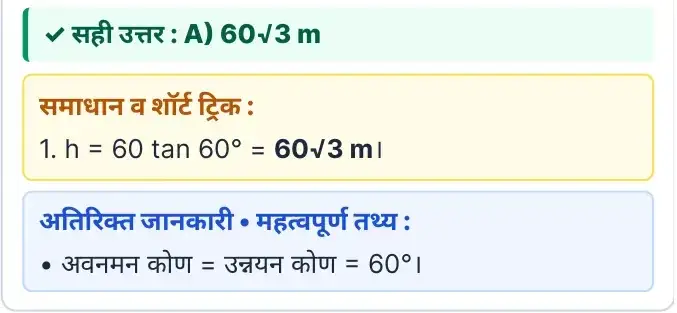 ✓ सही उत्तर : A) 60√3 m
समाधान व शॉर्ट ट्रिक :
1. h = 60 tan 60° = 60√3 m।
अतिरिक्त जानकारी • महत्वपूर्ण तथ्य :
• अवनमन कोण = उन्नयन कोण = 60°।